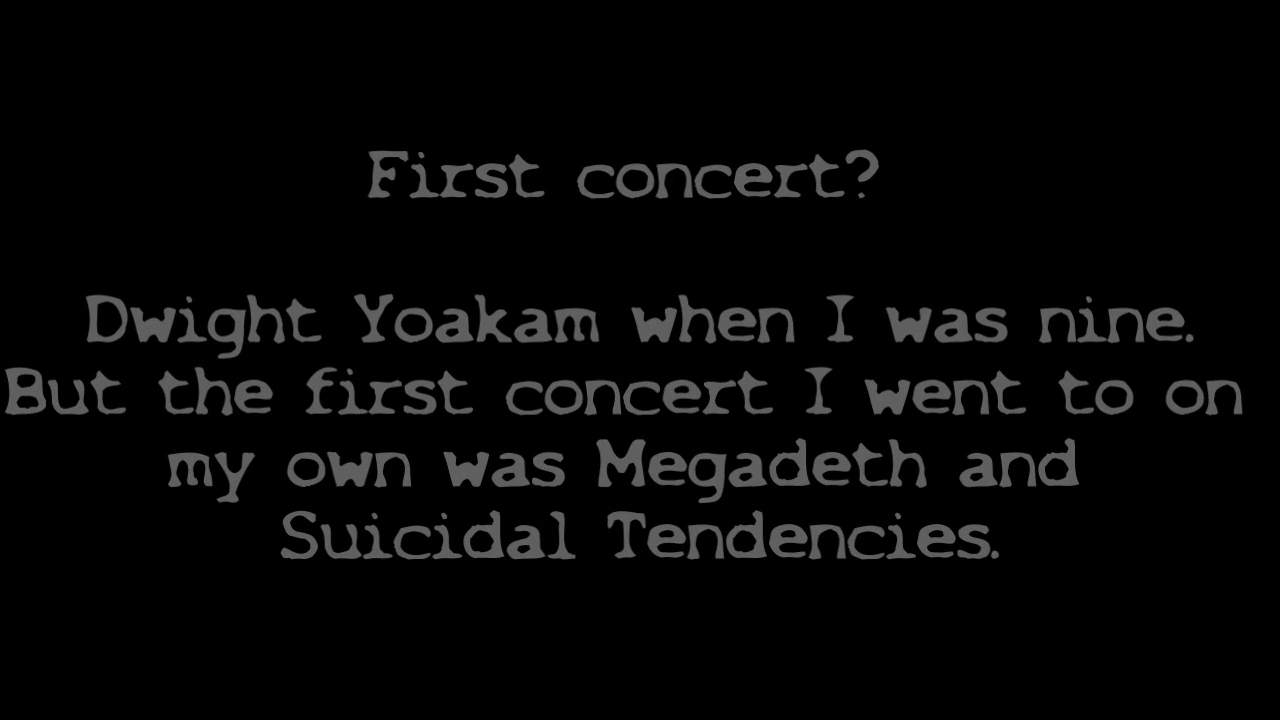 First concert?
Dwight Yoakam when I was nine.
But the first concert I went to on
my own was Megadeth and
Suicidal Tendencies.